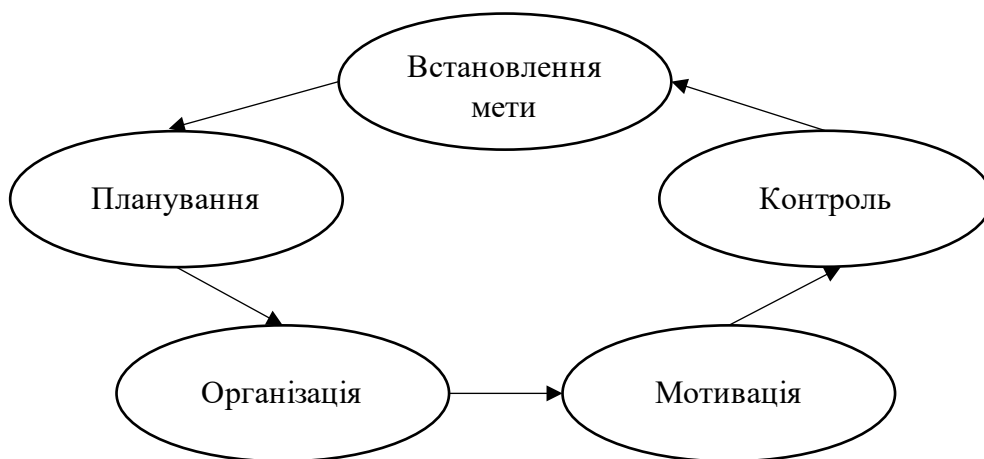 Встановлення
мети
Планування
Контроль
Організація
Мотивація